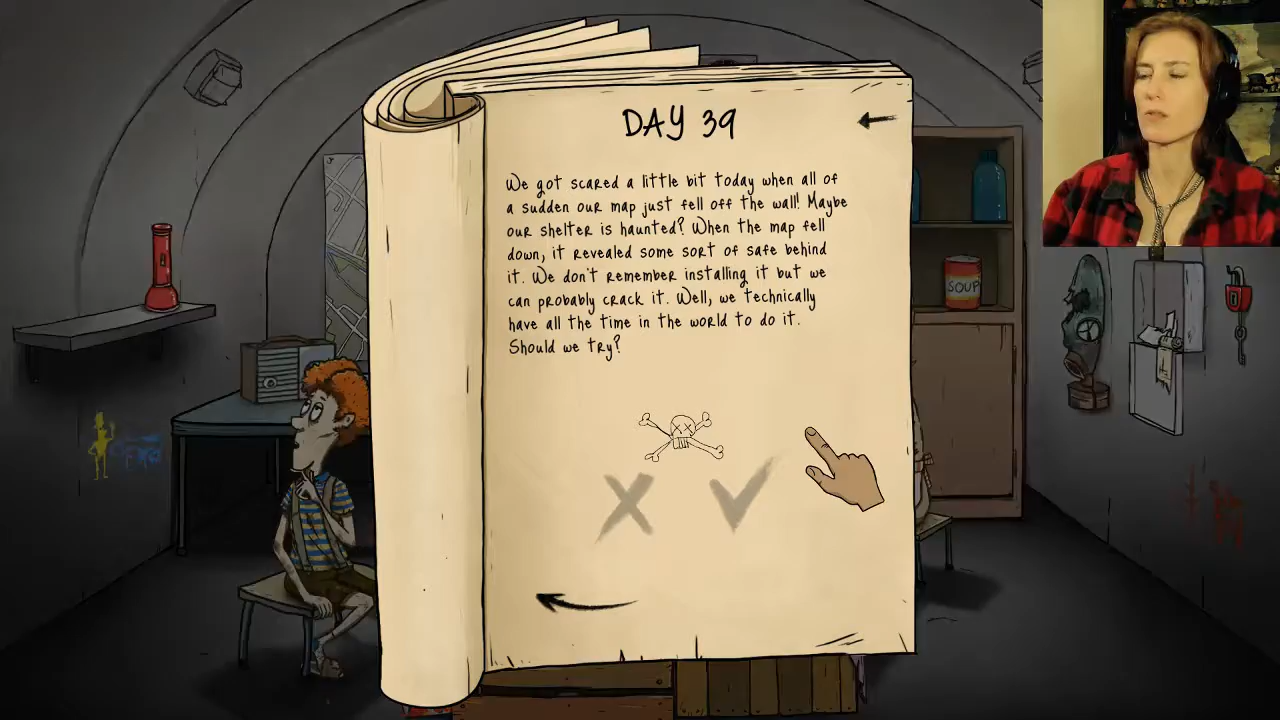 DAY 39
We got scared a little bit today when all of
a sudden our map just fell off the wall! Maybe
our shelter is haunted? When the map fell
down, it revealed some sort of safe behind
it. We don't remember installing it but we
can probably crack it. Well, we technically
have all the time in the world to do it.
Should we try?
SOUP